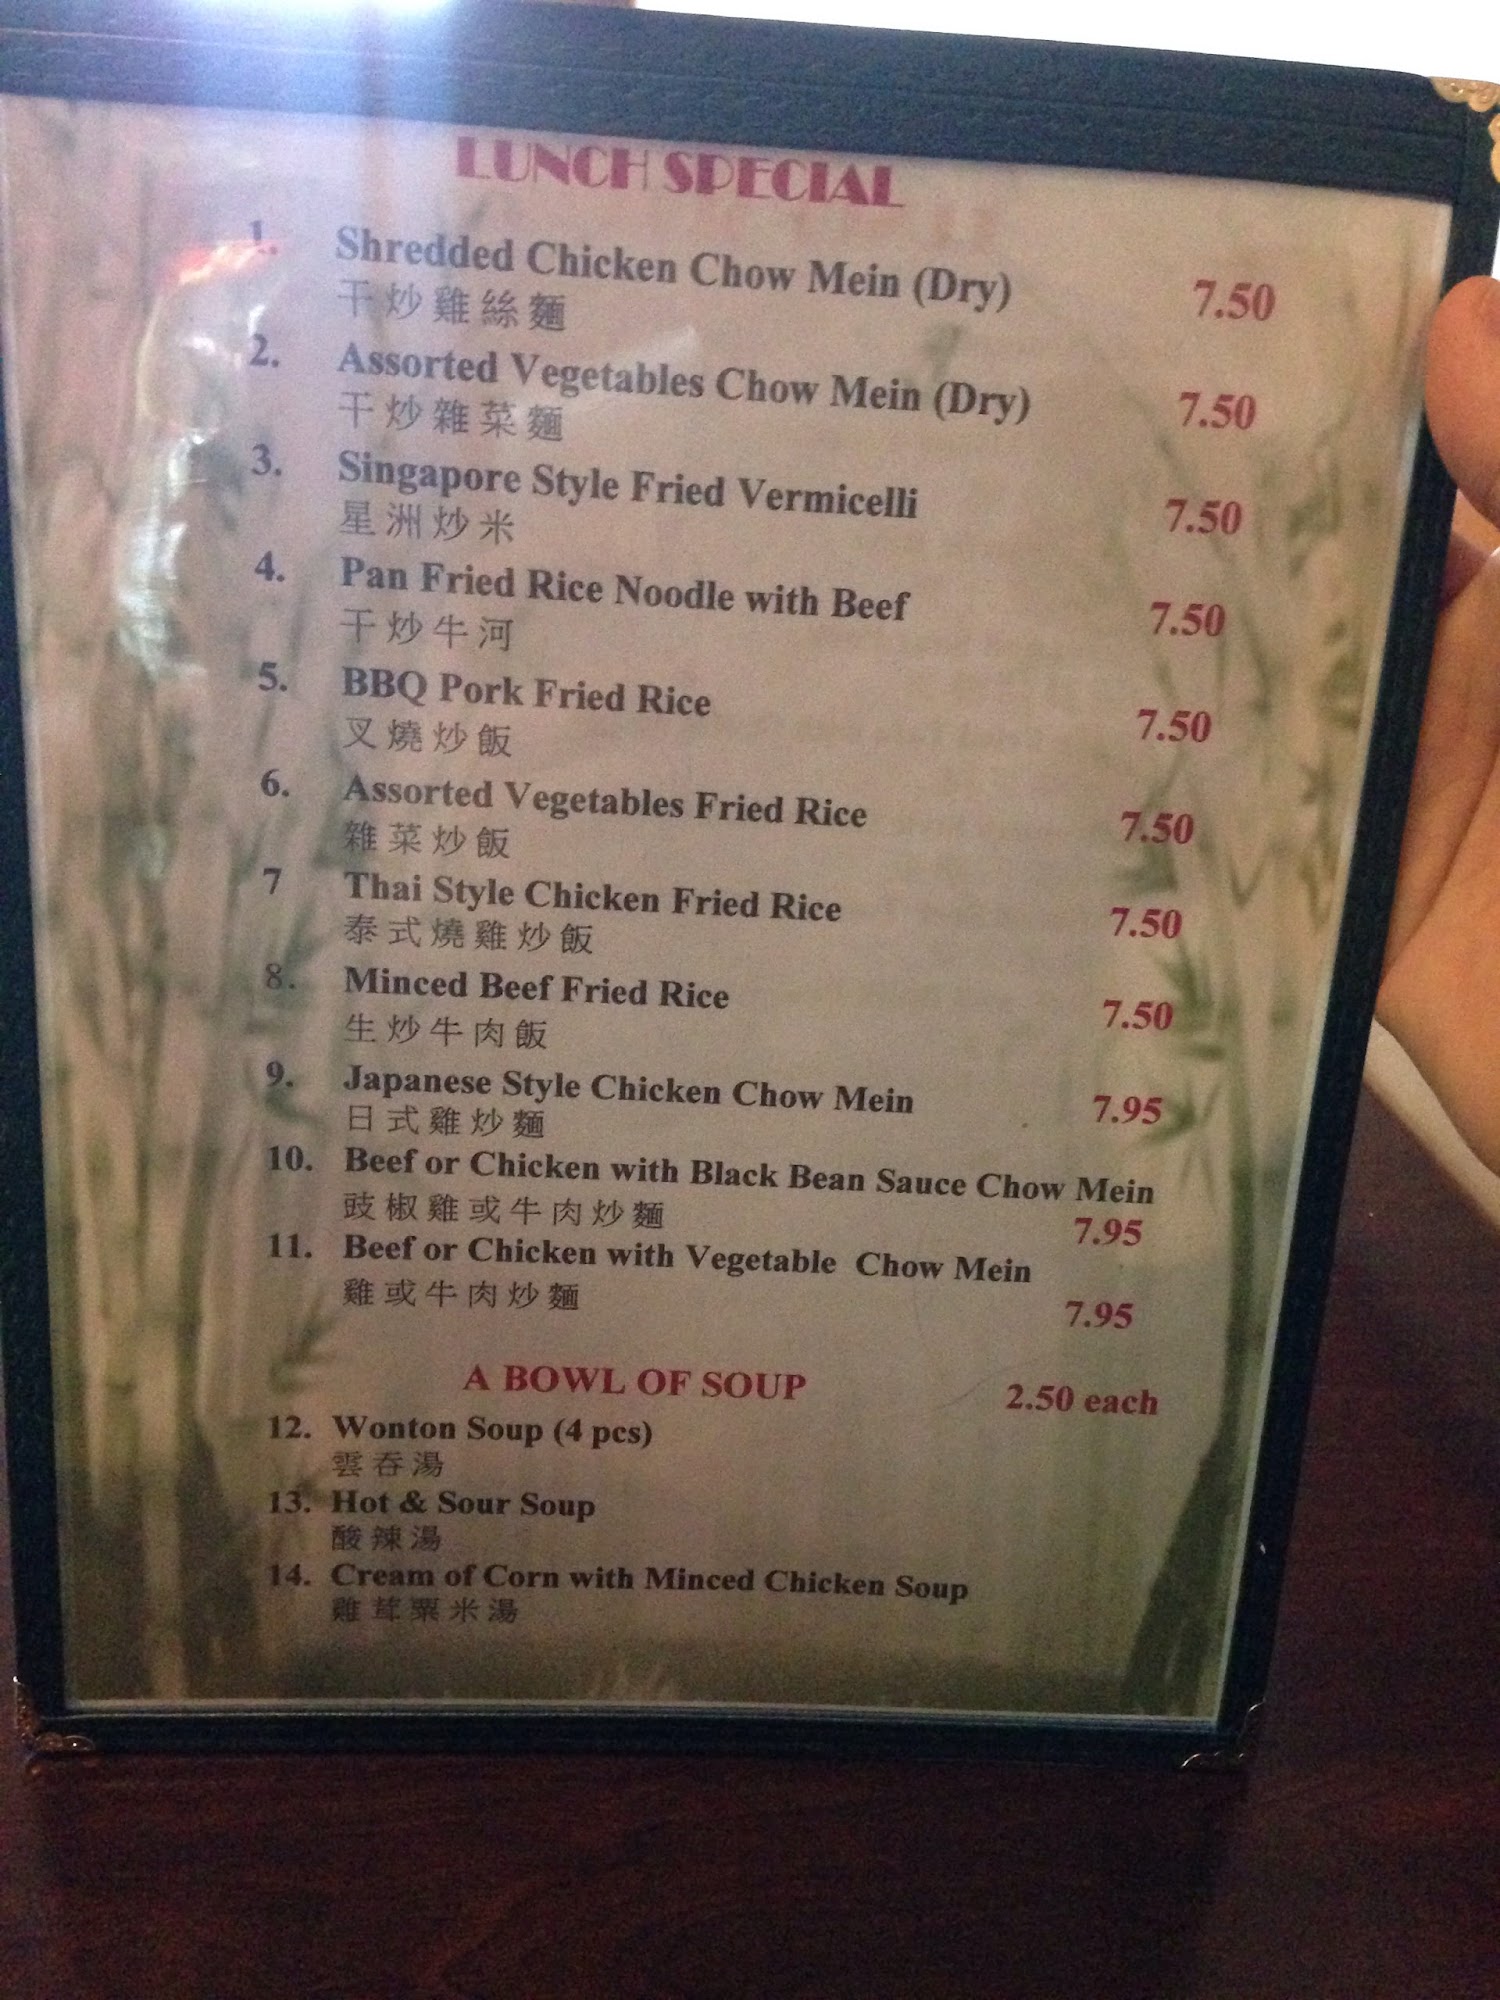 LUNCH SPECIAL
1. Shredded Chicken Chow Mein (Dry) 7.50
干炒雞絲麵
2. Assorted Vegetables Chow Mein (Dry) 7.50
干炒雜菜麵
3. Singapore Style Fried Vermicelli 7.50
星洲炒米
4. Pan Fried Rice Noodle with Beef 7.50
干炒牛河
5. BBQ Pork Fried Rice 7.50
叉燒炒飯
6. Assorted Vegetables Fried Rice 7.50
雜菜炒飯
7 Thai Style Chicken Fried Rice 7.50
泰式燒雞炒飯
8. Minced Beef Fried Rice 7.50
生炒牛肉飯
9. Japanese Style Chicken Chow Mein 7.95
日式雞炒麵
10. Beef or Chicken with Black Bean Sauce Chow Mein
豉椒雞或牛肉炒麵 7.95
11. Beef or Chicken with Vegetable Chow Mein
雞或牛肉炒麵 7.95
A BOWL OF SOUP 2.50 each
12. Wonton Soup (4 pcs)
雲吞湯
13. Hot & Sour Soup
酸辣湯
14. Cream of Corn with Minced Chicken Soup
雞茸粟米湯